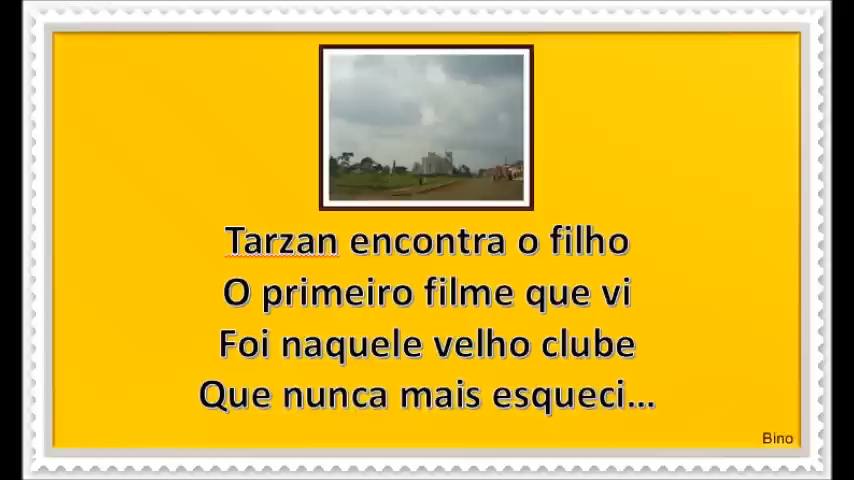 Tarzan encontra o filho
O primeiro filme que vi
Foi naquele velho clube
Que nunca mais esqueci...
Bino